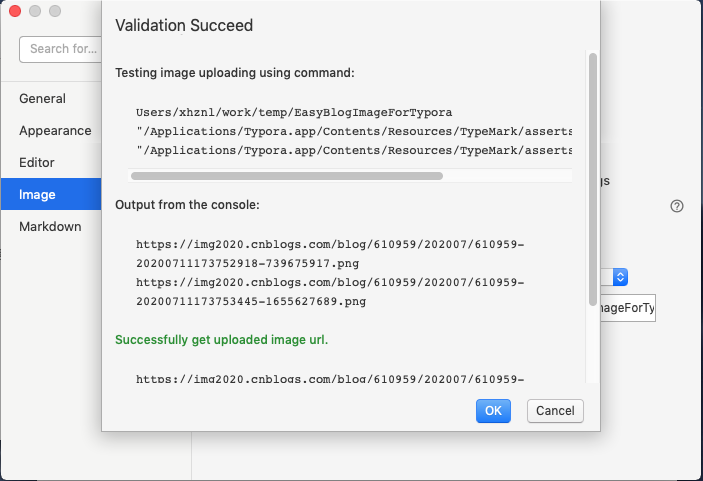 Validation Succeed
Search for...
Testing image uploading using command:
General
Users/xhznl/work/temp/EasyBlogImageForTypora
Appearance
"/Applications/Typora.app/Contents/Resources/TypeMark/asserts
"/Applications/Typora.app/Contents/Resources/TypeMark/asserts
Editor
Image
Output from the console:
Markdown
https://img2020.cnblogs.com/blog/610959/202007/610959-
20200711173752918-739675917.png
https://img2020.cnblogs.com/blog/610959/202007/610959-
20200711173753445-1655627689.png
Successfully get uploaded image url.
https://img2020.cnblogs.com/blog/610959/202007/610959-
OK
Cancel